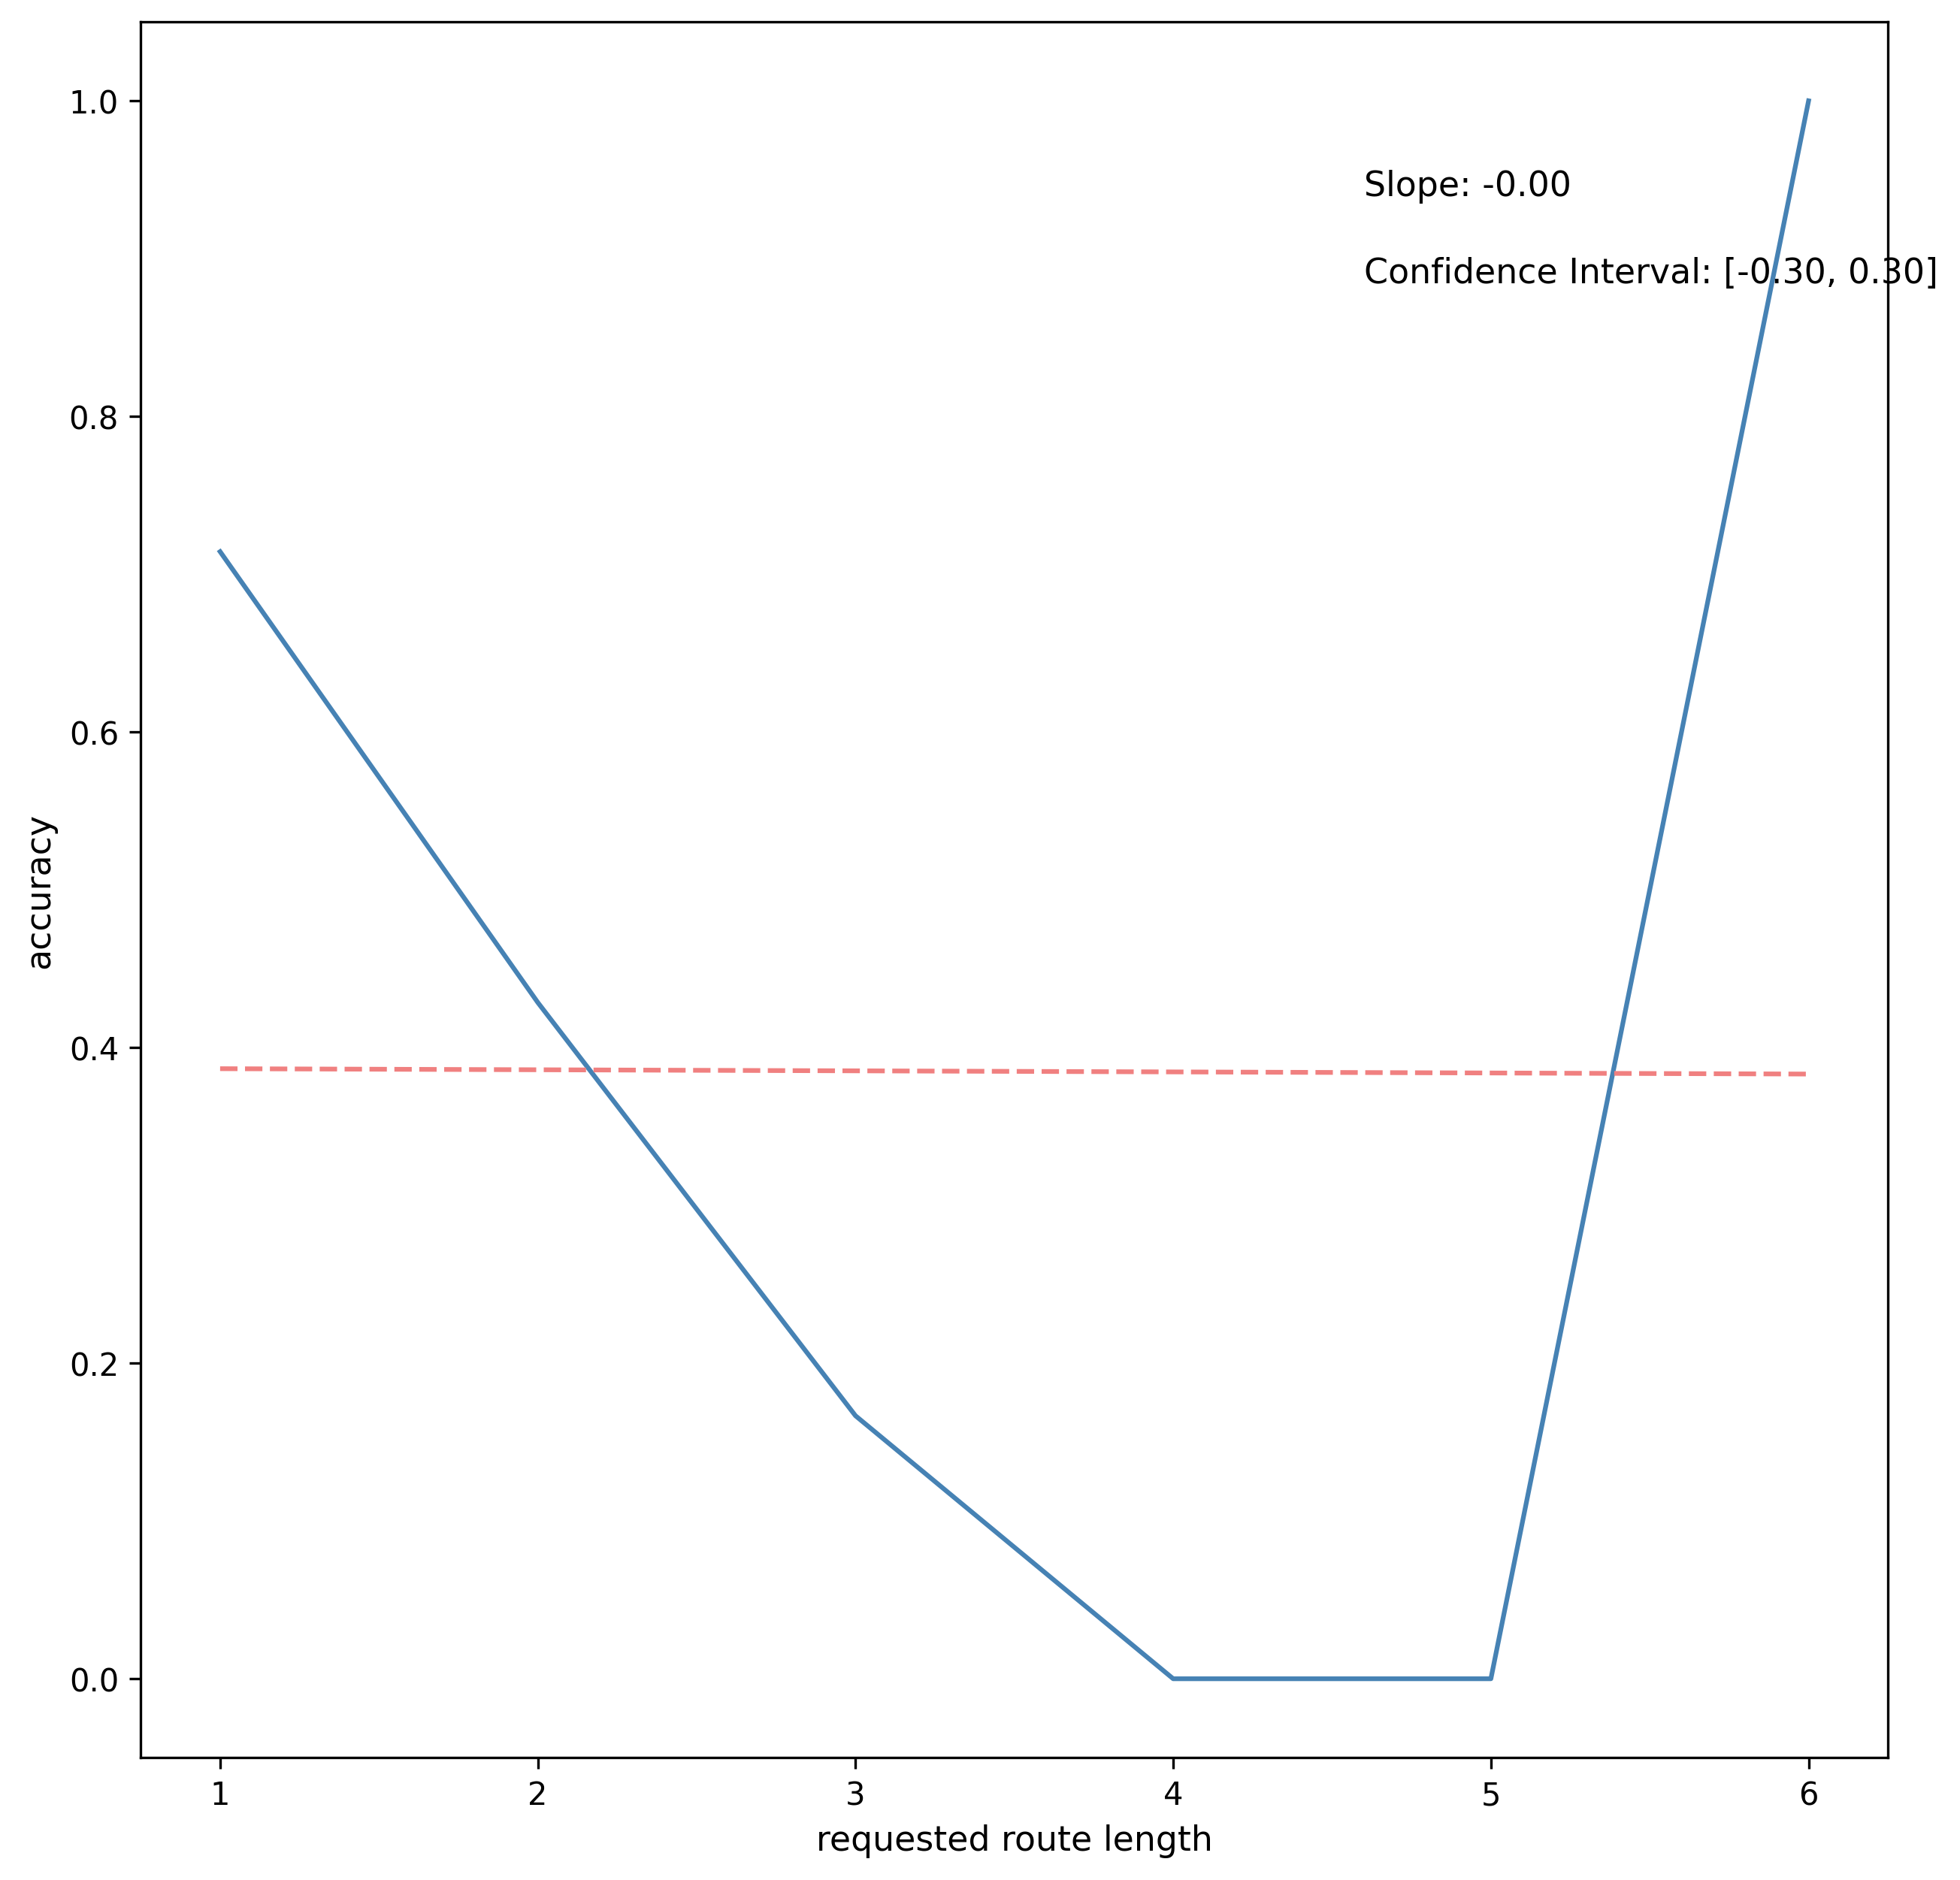 1.0
Slope: -0.00
Confidence Interval: [-0.30, 0.30]
0.8
0.6
accuracy
0.4
0.2
0.0
1 2 3 4 5 6
requested route length